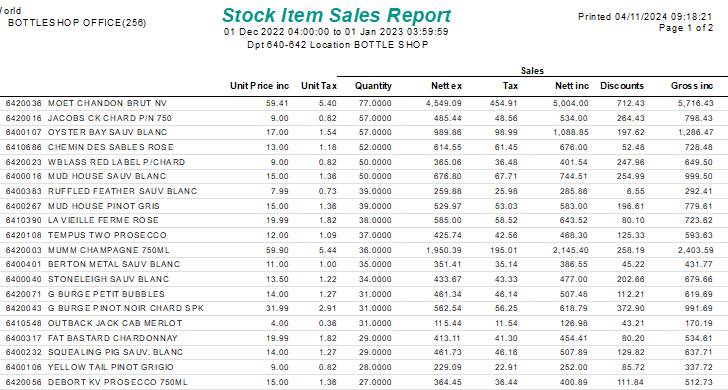 World
BOTTLESHOP OFFICE(256)
Stock Item Sales Report
01 Dec 2022 04:00:00 to 01 Jan 2023 03:59:59
Dpt 640-642 Location BOTTLE SHOP
Printed 04/11/2024 09:18:21
Page 1 of 2
Sales
Unit Price inc Unit Tax Quantity Nett ex Tax Nett inc Discounts Gross inc
6420036 MOET CHANDON BRUT NV 59.41 5.40 77.0000 4,549.09 454.91 5,004.00 712.43 5,716.43
6420016 JACOBS CK CHARD P/N 750 9.00 0.82 57.0000 485.44 48.56 534.00 264.43 798.43
6400107 OYSTER BAY SAUV BLANC 17.00 1.54 57.0000 989.86 98.99 1,088.85 197.62 1,286.47
6410686 CHEMIN DES SABLES ROSE 13.00 1.18 52.0000 614.55 61.45 676.00 52.48 728.48
6420023 WBLASS RED LABEL P/CHARD 9.00 0.82 50.0000 365.06 36.48 401.54 247.96 649.50
6400016 MUD HOUSE SAUV BLANC 15.00 1.36 50.0000 676.80 67.71 744.51 254.99 999.50
6400383 RUFFLED FEATHER SAUV BLANC 7.99 0.73 39.0000 259.88 25.98 285.86 6.55 292.41
6400267 MUD HOUSE PINOT GRIS 15.00 1.36 39.0000 529.97 53.03 583.00 196.61 779.61
6410390 LA VIEILLE FERME ROSE 19.99 1.82 38.0000 585.00 58.52 643.52 80.10 723.62
6420108 TEMPUS TWO PROSECCO 12.00 1.09 37.0000 425.74 42.56 468.30 125.33 593.63
6420003 MUMM CHAMPAGNE 750ML 59.90 5.44 36.0000 1,950.39 195.01 2,145.40 258.19 2,403.59
6400401 BERTON METAL SAUV BLANC 11.00 1.00 35.0000 351.41 35.14 386.55 45.22 431.77
6400040 STONELEIGH SAUV BLANC 13.50 1.22 34.0000 433.67 43.33 477.00 202.66 679.66
6420071 G BURGE PETIT BUBBLES 14.00 1.27 31.0000 461.34 46.14 507.48 112.21 619.69
6420043 G BURGE PINOT NOIR CHARD SPK 31.99 2.91 31.0000 562.54 56.25 618.79 372.90 991.69
6410548 OUTBACK JACK CAB MERLOT 4.00 0.36 31.0000 115.44 11.54 126.98 43.21 170.19
6400317 FAT BASTARD CHARDONNAY 19.99 1.82 29.0000 413.11 41.30 454.41 80.20 534.61
6400232 SQUEALING PIG SAUV. BLANC 14.00 1.27 29.0000 461.73 46.16 507.89 129.82 637.71
6400106 YELLOW TAIL PINOT GRIGIO 9.00 0.82 28.0000 229.09 22.91 252.00 85.72 337.72
6420056 DEBORT KV PROSECCO 750ML 15.00 1.36 27.0000 364.45 36.44 400.89 111.84 512.73